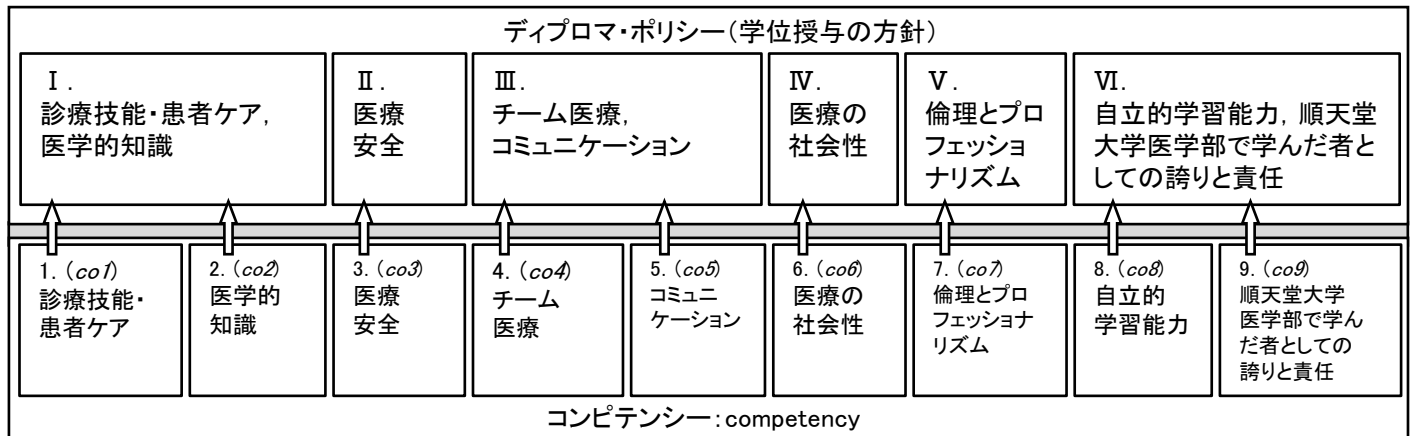 ディプロマ・ポリシー(学位授与の方針)
Ⅰ.
診療技能・患者ケア,
医学的知識
Ⅱ.
医療
安全
Ⅲ.
チーム医療,
コミュニケーション
Ⅳ.
医療の
社会性
Ⅴ.
倫理とプロ
フェッショ
ナリズム
Ⅵ.
自立的学習能力, 順天堂
大学医学部で学んだ者と
しての誇りと責任
1. (co1)
診療技能・
患者ケア
2. (co2)
医学的
知識
3. (co3)
医療
安全
4. (co4)
チーム
医療
5. (co5)
コミュニ
ケーション
6. (co6)
医療の
社会性
7. (co7)
倫理とプロ
フェッショナ
リズム
8. (co8)
自立的
学習能力
9. (co9)
順天堂大学
医学部で学ん
だ者としての
誇りと責任
コンピテンシー:competency